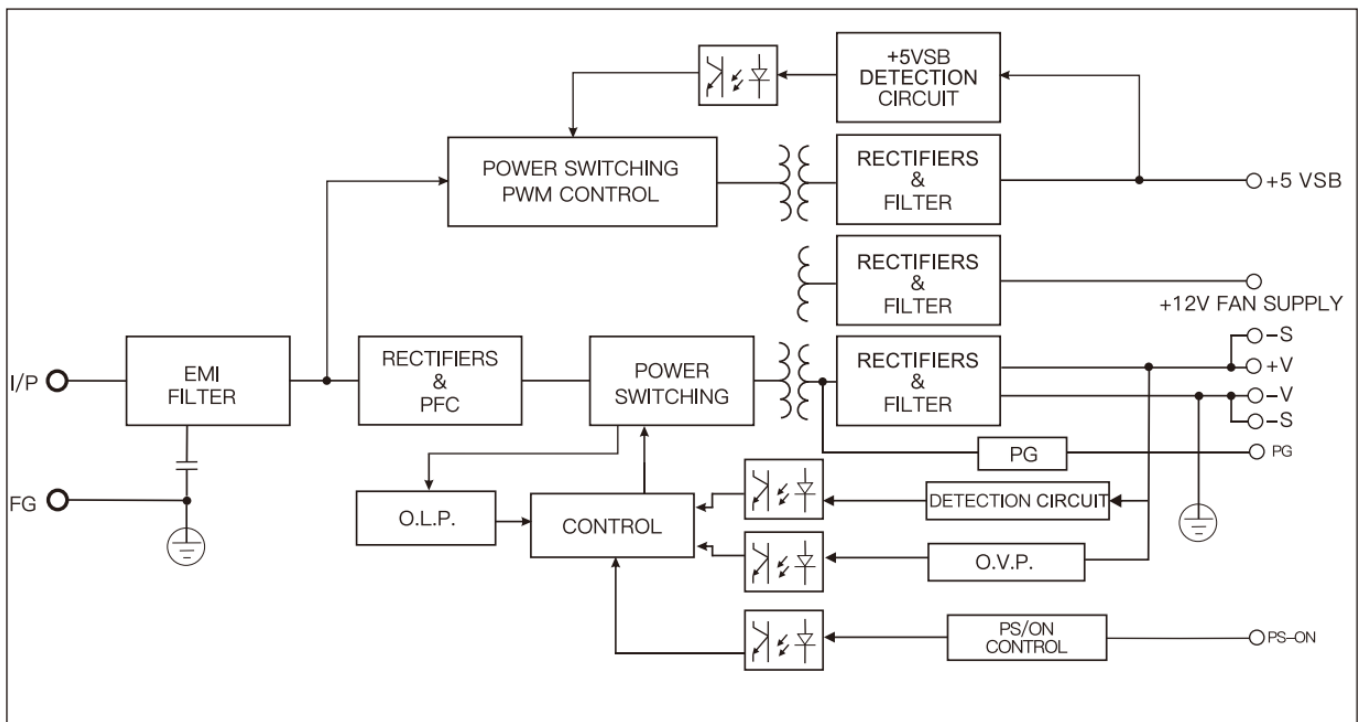 +5VSB
DETECTION
CIRCUIT
POWER SWITCHING
PWM CONTROL
RECTIFIERS
&
FILTER
+5 VSB
RECTIFIERS
&
FILTER
+12V FAN SUPPLY
I/P
EMI
FILTER
RECTIFIERS
&
PFC
POWER
SWITCHING
RECTIFIERS
&
FILTER
-S
+V
-V
-S
PG
PG
FG
O.L.P.
CONTROL
DETECTION CIRCUIT
O.V.P.
PS/ON
CONTROL
PS-ON